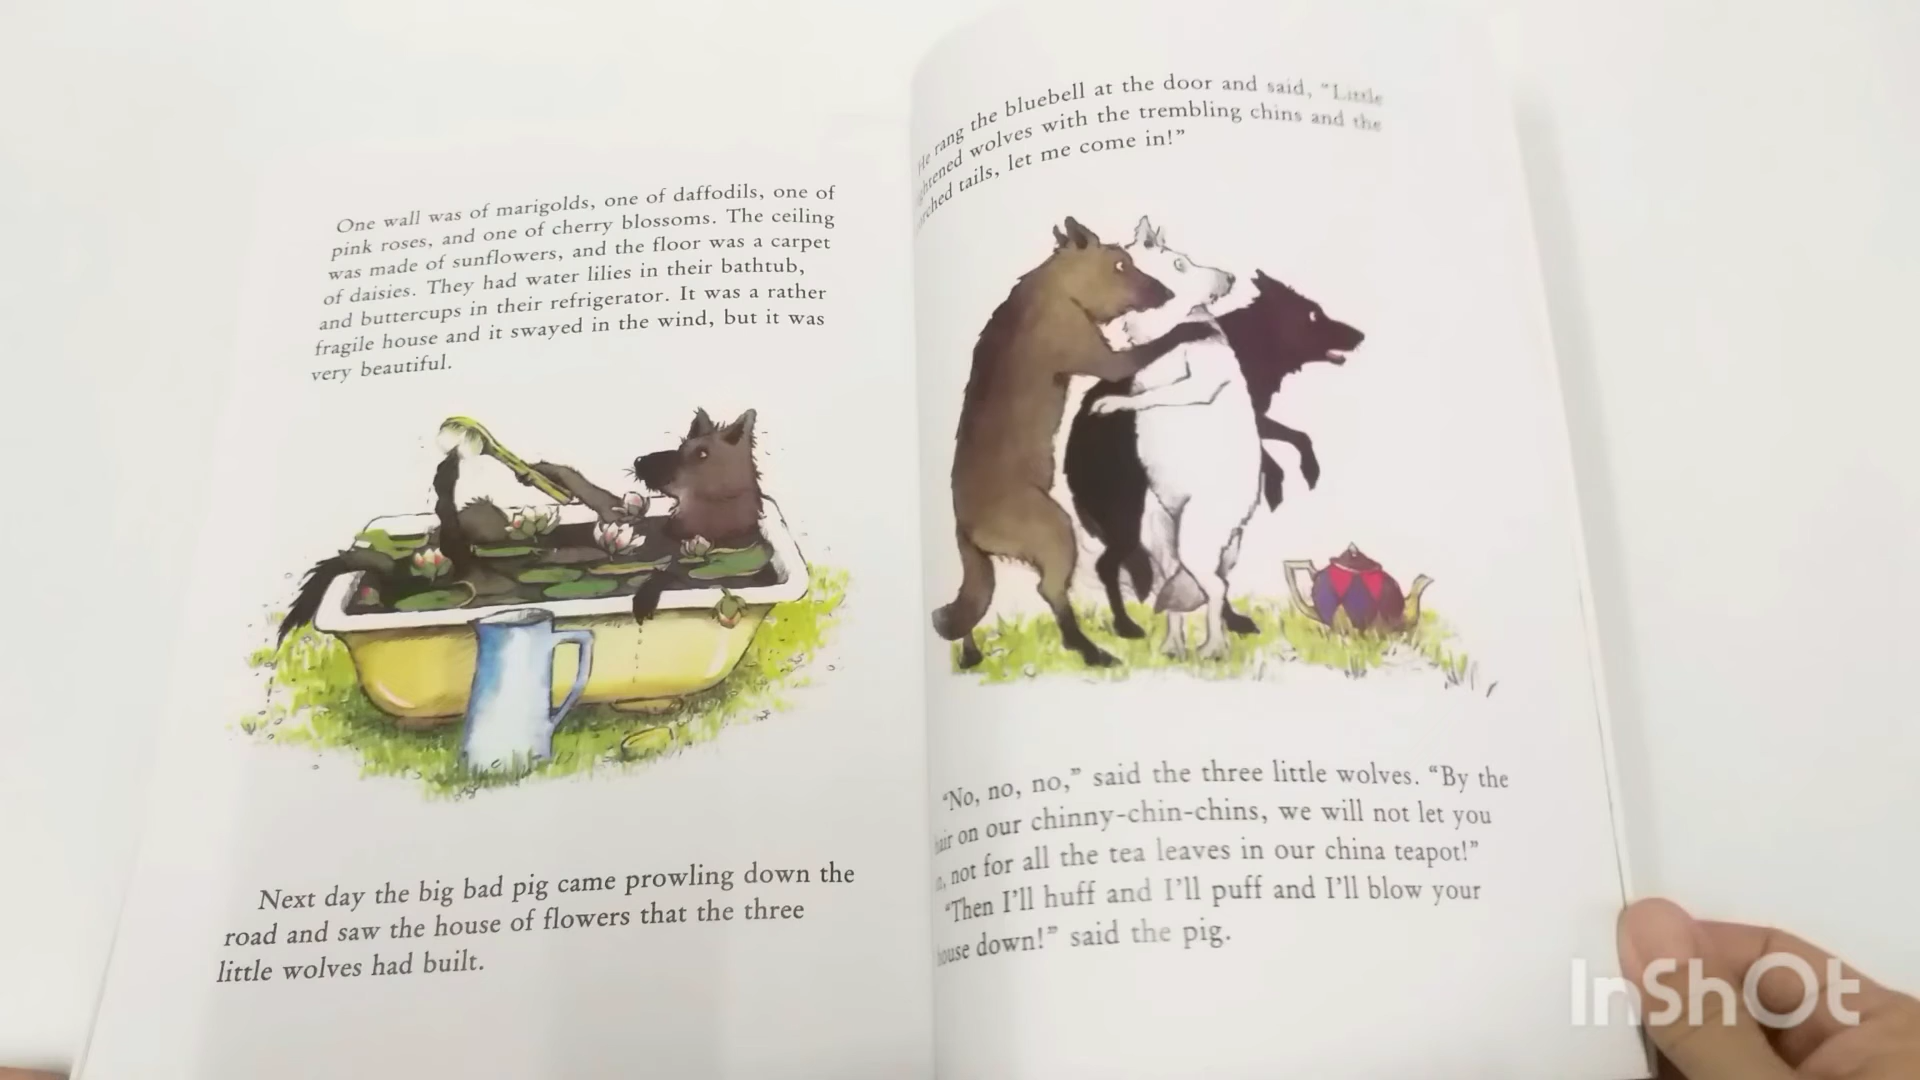 One wall was of marigolds, one of daffodils, one of
pink roses, and one of cherry blossoms. The ceiling
was made of sunflowers, and the floor was a carpet
of daisies. They had water lilies in their bathtub,
and buttercups in their refrigerator. It was a rather
fragile house and it swayed in the wind, but it was
very beautiful.
Next day the big bad pig came prowling down the
road and saw the house of flowers that the three
little wolves had built.
He rang the bluebell at the door and said, “Little
wolves with the trembling chins and the
tails, let me come in!”
“No, no, no,” said the three little wolves. “By the
hair on our chinny-chin-chins, we will not let you
not for all the tea leaves in our china teapot!”
“Then I’ll huff and I’ll puff and I’ll blow your
house down!” said the pig.
InShOt